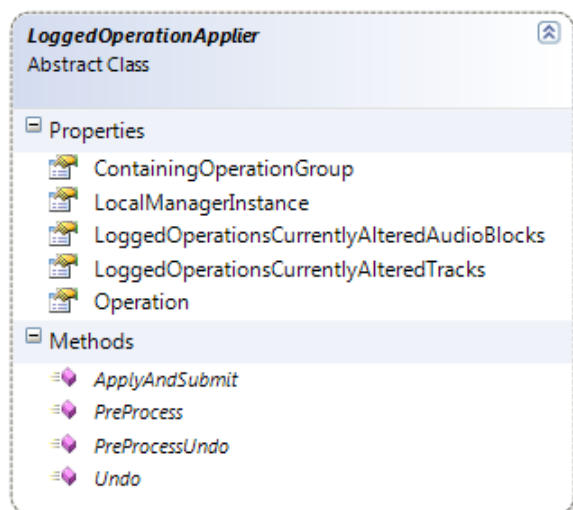 LoggedOperationApplier
Abstract Class
Properties
ContainingOperationGroup
LocalManagerInstance
LoggedOperationsCurrentlyAlteredAudioBlocks
LoggedOperationsCurrentlyAlteredTracks
Operation
Methods
ApplyAndSubmit
PreProcess
PreProcessUndo
Undo